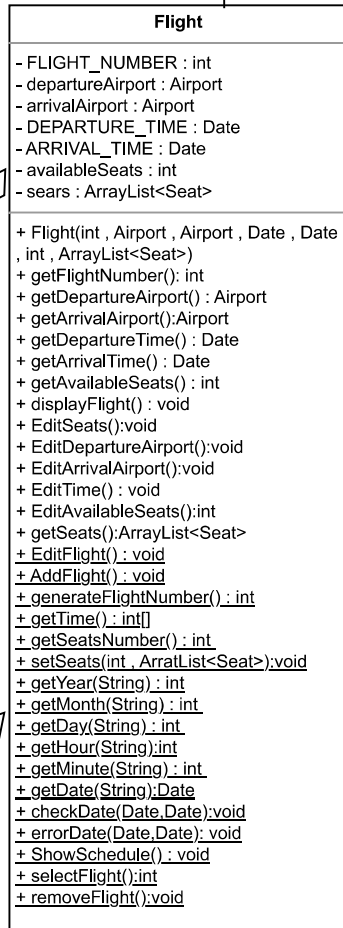 Flight
- FLIGHT_NUMBER : int
- departureAirport : Airport
- arrivalAirport : Airport
- DEPARTURE_TIME : Date
- ARRIVAL_TIME : Date
- availableSeats : int
- sears : ArrayList<Seat>
+ Flight(int , Airport , Airport , Date , Date
, int , ArrayList<Seat>)
+ getFlightNumber(): int
+ getDepartureAirport() : Airport
+ getArrivalAirport():Airport
+ getDepartureTime() : Date
+ getArrivalTime() : Date
+ getAvailableSeats() : int
+ displayFlight() : void
+ EditSeats():void
+ EditDepartureAirport():void
+ EditArrivalAirport():void
+ EditTime() : void
+ EditAvailableSeats():int
+ getSeats():ArrayList<Seat>
+ EditFlight() : void
+ AddFlight() : void
+ generateFlightNumber() : int
+ getTime() : int[]
+ getSeatsNumber() : int
+ setSeats(int , ArratList<Seat>):void
+ getYear(String) : int
+ getMonth(String) : int
+ getDay(String) : int
+ getHour(String):int
+ getMinute(String) : int
+ getDate(String):Date
+ checkDate(Date,Date):void
+ errorDate(Date,Date): void
+ ShowSchedule() : void
+ selectFlight():int
+ removeFlight():void